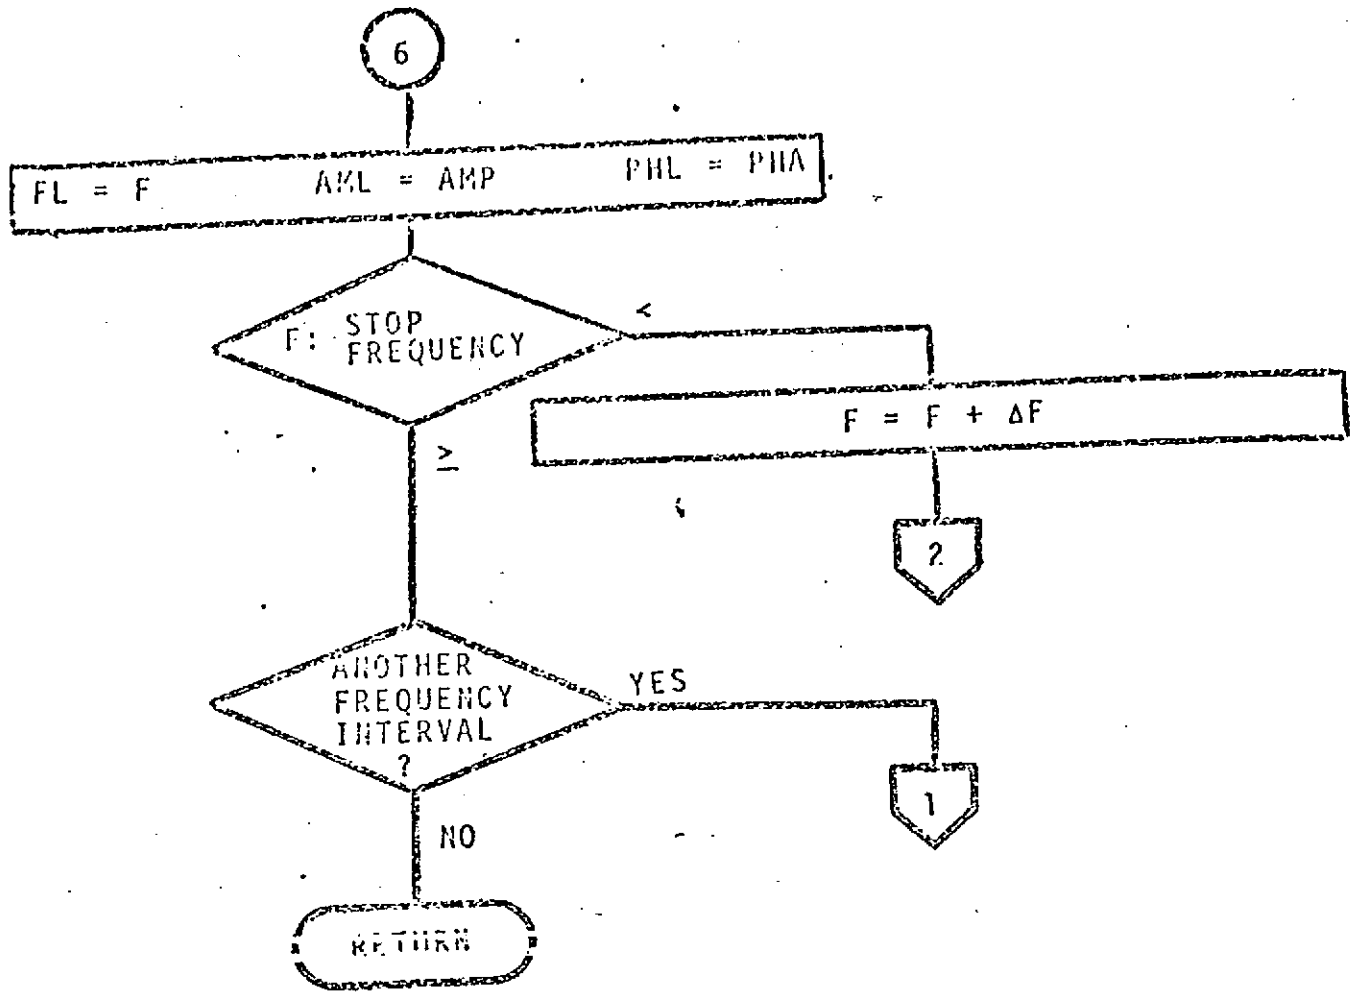 6
FL = F AML = AMP PHL = PHA
F: STOP
FREQUENCY
<
F = F + ΔF
≥
2
ANOTHER
FREQUENCY
INTERVAL
?
YES
1
NO
RETURN